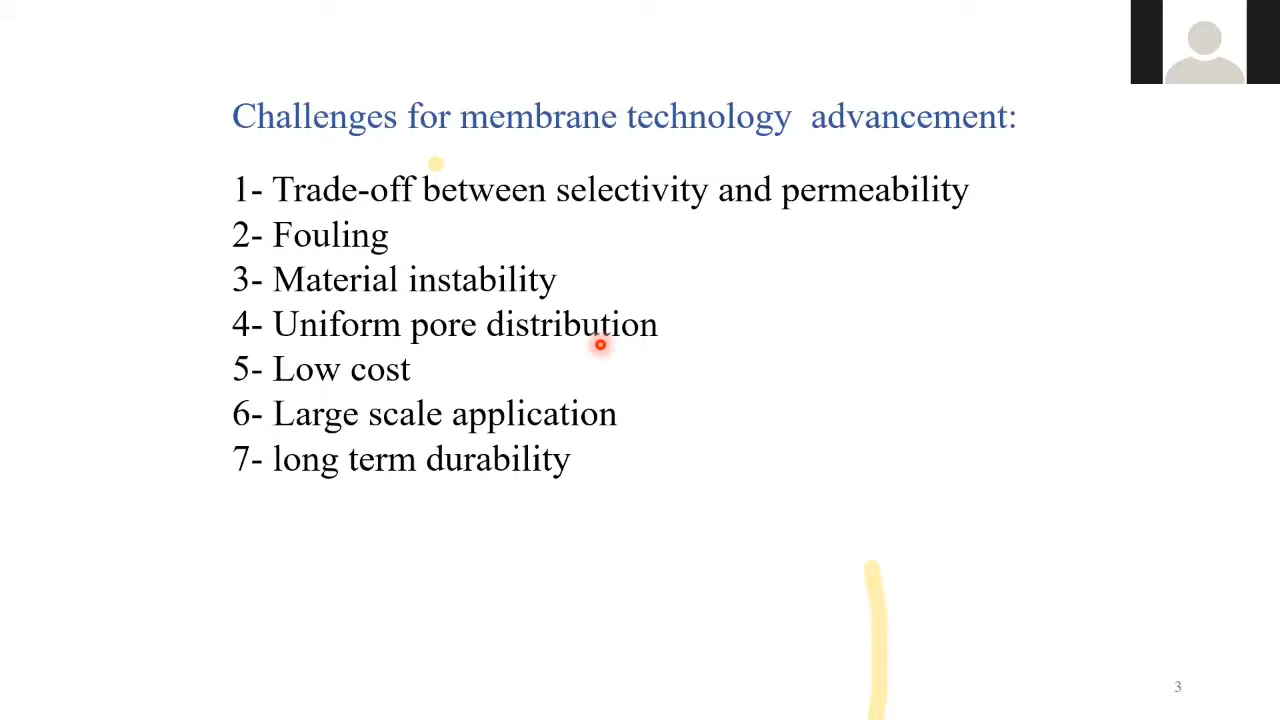 Challenges for membrane technology advancement:
1- Trade-off between selectivity and permeability
2- Fouling
3- Material instability
4- Uniform pore distribution
5- Low cost
6- Large scale application
7- long term durability
3